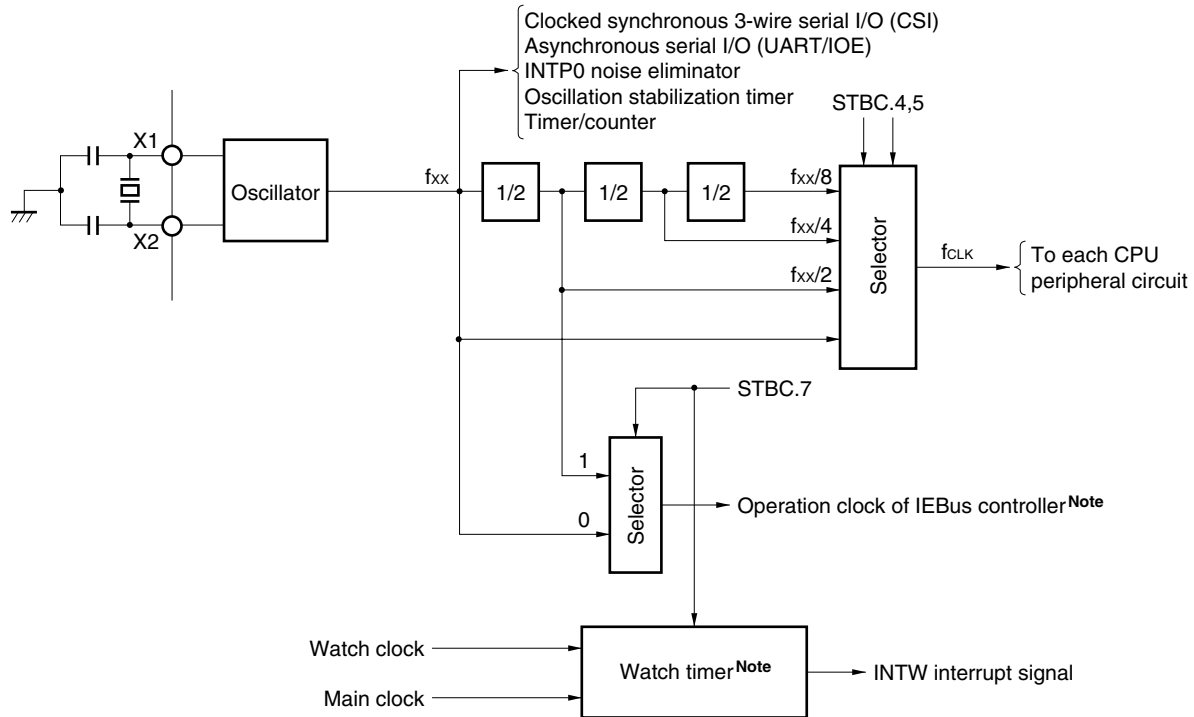 Clocked synchronous 3-wire serial I/O (CSI)
Asynchronous serial I/O (UART/IOE)
INTP0 noise eliminator
Oscillation stabilization timer
Timer/counter
STBC.4,5
X1
Oscillator
fxx
1/2
1/2
1/2
fxx/8
X2
fxx/4
Selector
fCLK
To each CPU
peripheral circuit
fxx/2
STBC.7
1
Selector
Operation clock of IEBus controller Note
0
Watch clock
Watch timer Note
INTW interrupt signal
Main clock